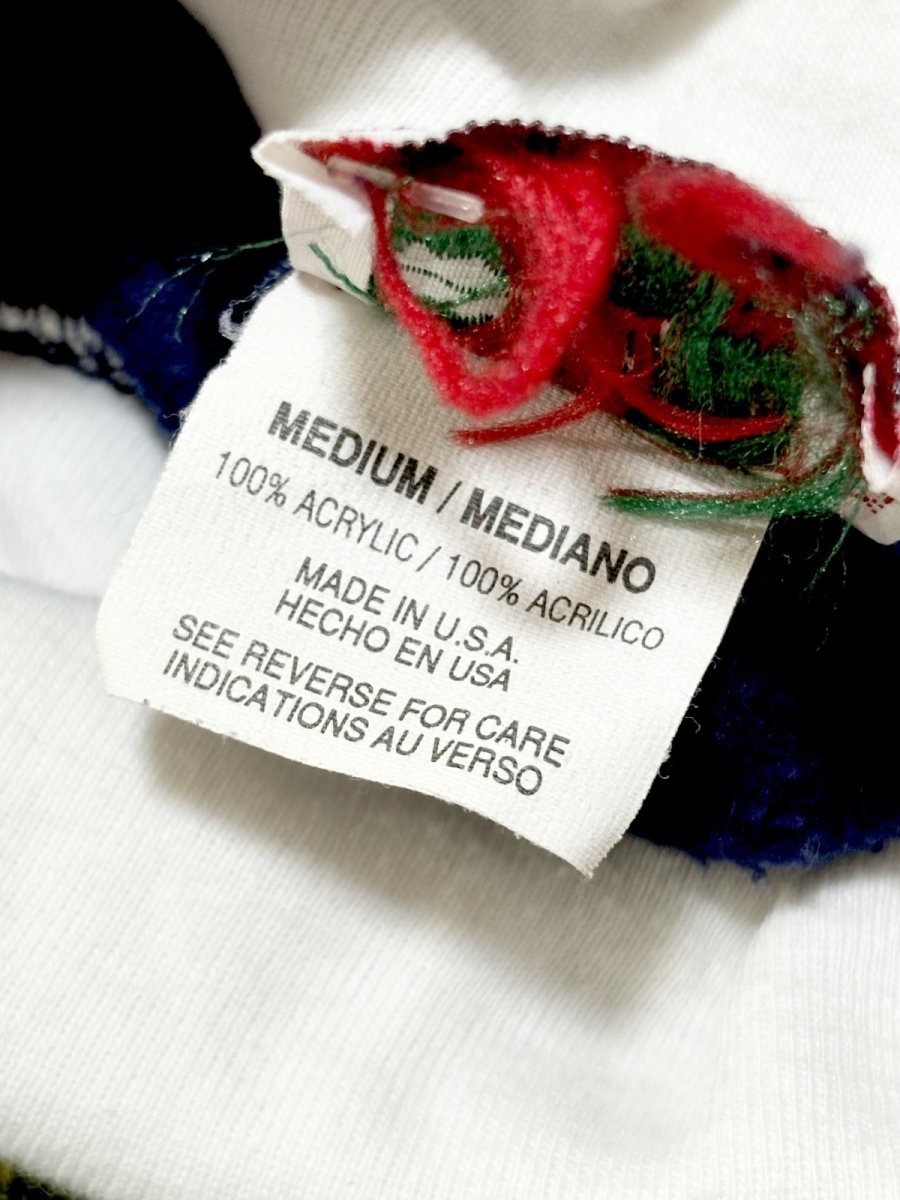 MEDIUM / MEDIANO
100% ACRYLIC / 100% ACRILICO
MADE IN U.S.A.
HECHO EN USA
SEE REVERSE FOR CARE
INDICATIONS AU VERSO